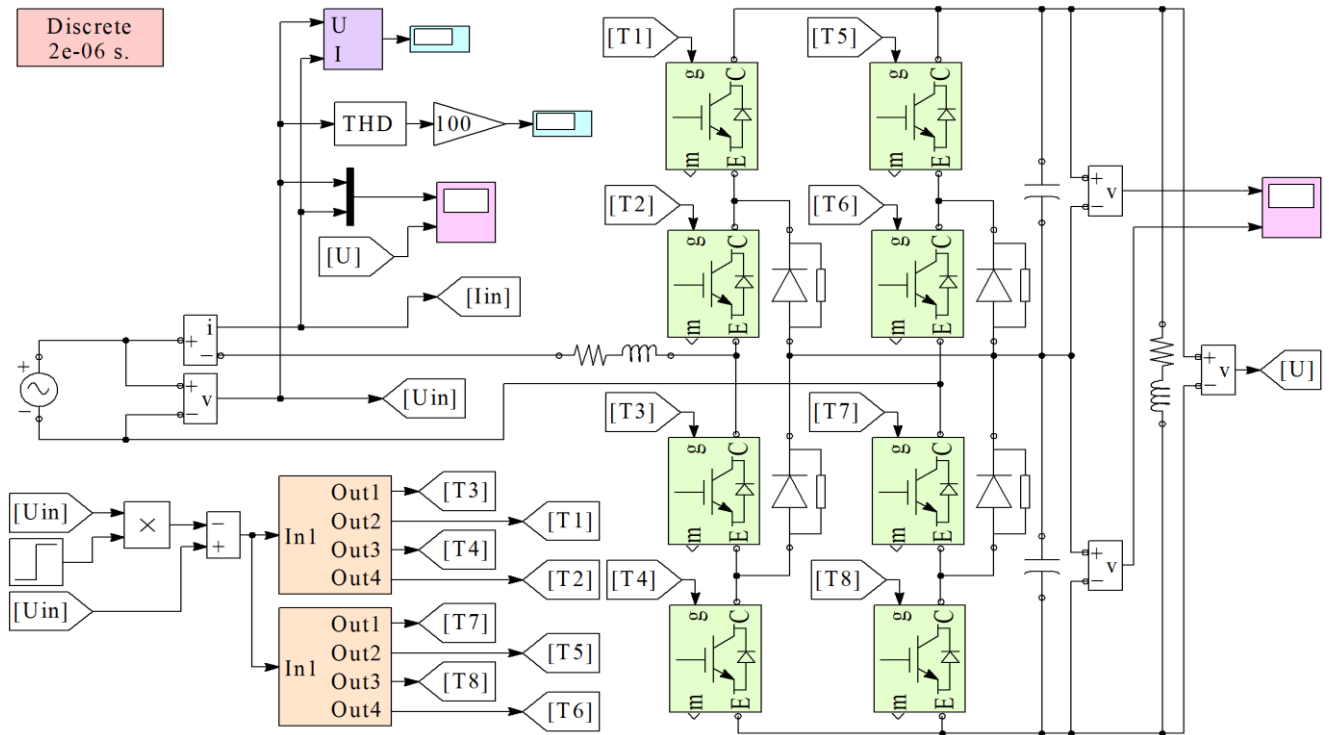 Discrete
2e-06 s.
U
I
THD
100
[U]
[Iin]
i
+
−
+
−
v
[Uin]
+
−
[Uin]
×
[Uin]
−
+
In1
Out1
Out2
Out3
Out4
[T3]
[T1]
[T4]
[T2]
In1
Out1
Out2
Out3
Out4
[T7]
[T5]
[T8]
[T6]
[T1]
g
C
m
E
[T5]
g
C
m
E
[T2]
g
C
m
E
[T6]
g
C
m
E
[T3]
g
C
m
E
[T7]
g
C
m
E
[T4]
g
C
m
E
[T8]
g
C
m
E
+
−
v
+
−
v
+
−
v
[U]